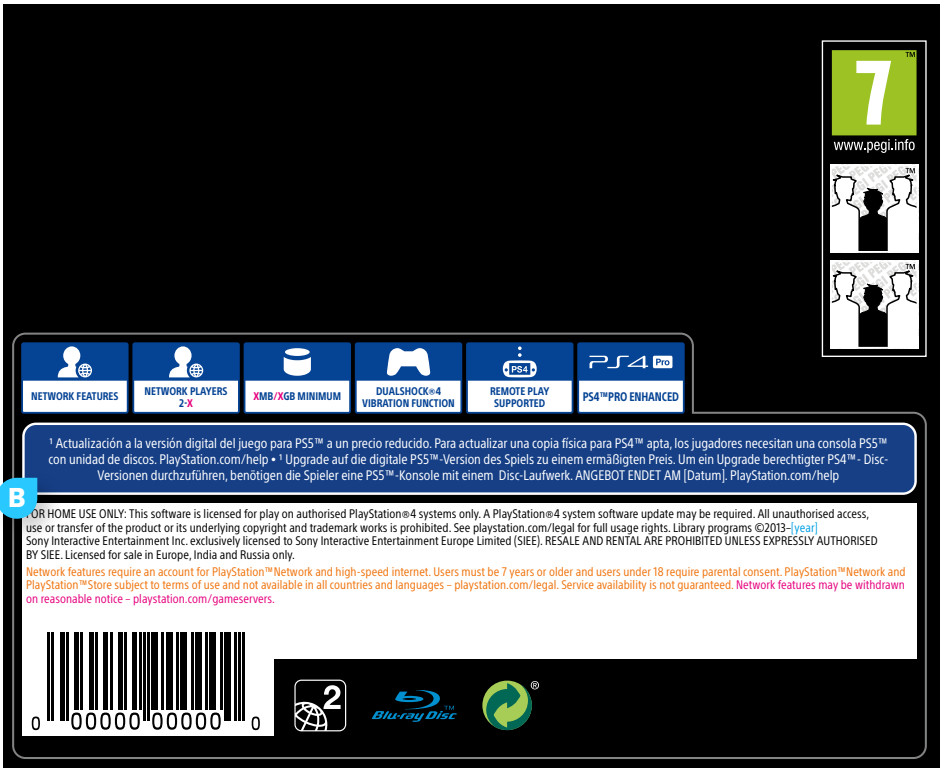 7™
www.pegi.info
™
™
NETWORK FEATURES
NETWORK PLAYERS
2-X
XMB/XGB MINIMUM
DUALSHOCK®4
VIBRATION FUNCTION
PS4
REMOTE PLAY
SUPPORTED
PS4 Pro
PS4™PRO ENHANCED
¹ Actualización a la versión digital del juego para PS5™ a un precio reducido. Para actualizar una copia física para PS4™ apta, los jugadores necesitan una consola PS5™
con unidad de discos. PlayStation.com/help • ¹ Upgrade auf die digitale PS5™-Version des Spiels zu einem ermäßigten Preis. Um ein Upgrade berechtigter PS4™- Disc-
Versionen durchzuführen, benötigen die Spieler eine PS5™-Konsole mit einem Disc-Laufwerk. ANGEBOT ENDET AM [Datum]. PlayStation.com/help
B
FOR HOME USE ONLY: This software is licensed for play on authorised PlayStation®4 systems only. A PlayStation®4 system software update may be required. All unauthorised access,
use or transfer of the product or its underlying copyright and trademark works is prohibited. See playstation.com/legal for full usage rights. Library programs ©2013–[year]
Sony Interactive Entertainment Inc. exclusively licensed to Sony Interactive Entertainment Europe Limited (SIEE). RESALE AND RENTAL ARE PROHIBITED UNLESS EXPRESSLY AUTHORISED
BY SIEE. Licensed for sale in Europe, India and Russia only.
Network features require an account for PlayStation™Network and high-speed internet. Users must be 7 years or older and users under 18 require parental consent. PlayStation™Network and
PlayStation™Store subject to terms of use and not available in all countries and languages – playstation.com/legal. Service availability is not guaranteed. Network features may be withdrawn
on reasonable notice – playstation.com/gameservers.
0 00000 00000 0
2
Blu-ray Disc™
®